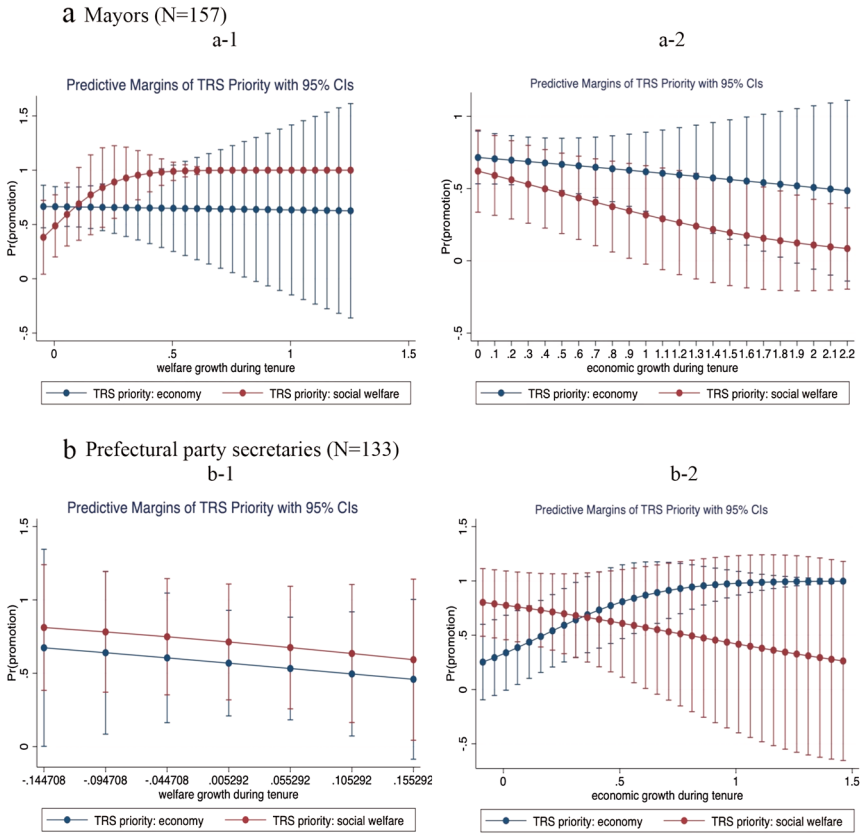 a Mayors (N=157)
a-1
a-2
Predictive Margins of TRS Priority with 95% CIs
Pr(promotion)
-.5 0 .5 1 1.5
0 .5 1 1.5
welfare growth during tenure
TRS priority: economy TRS priority: social welfare
Predictive Margins of TRS Priority with 95% CIs
Pr(promotion)
-.5 0 .5 1
0 .1 .2 .3 .4 .5 .6 .7 .8 .9 1 1.1 1.2 1.3 1.4 1.5 1.6 1.7 1.8 1.9 2 2.1 2.2
economic growth during tenure
TRS priority: economy TRS priority: social welfare
b Prefectural party secretaries (N=133)
b-1
b-2
Predictive Margins of TRS Priority with 95% CIs
Pr(promotion)
0 .5 1 1.5
-.144708 -.094708 -.044708 .005292 .055292 .105292 .155292
welfare growth during tenure
TRS priority: economy TRS priority: social welfare
Predictive Margins of TRS Priority with 95% CIs
Pr(promotion)
-.5 0 .5 1 1.5
0 .5 1 1.5
economic growth during tenure
TRS priority: economy TRS priority: social welfare